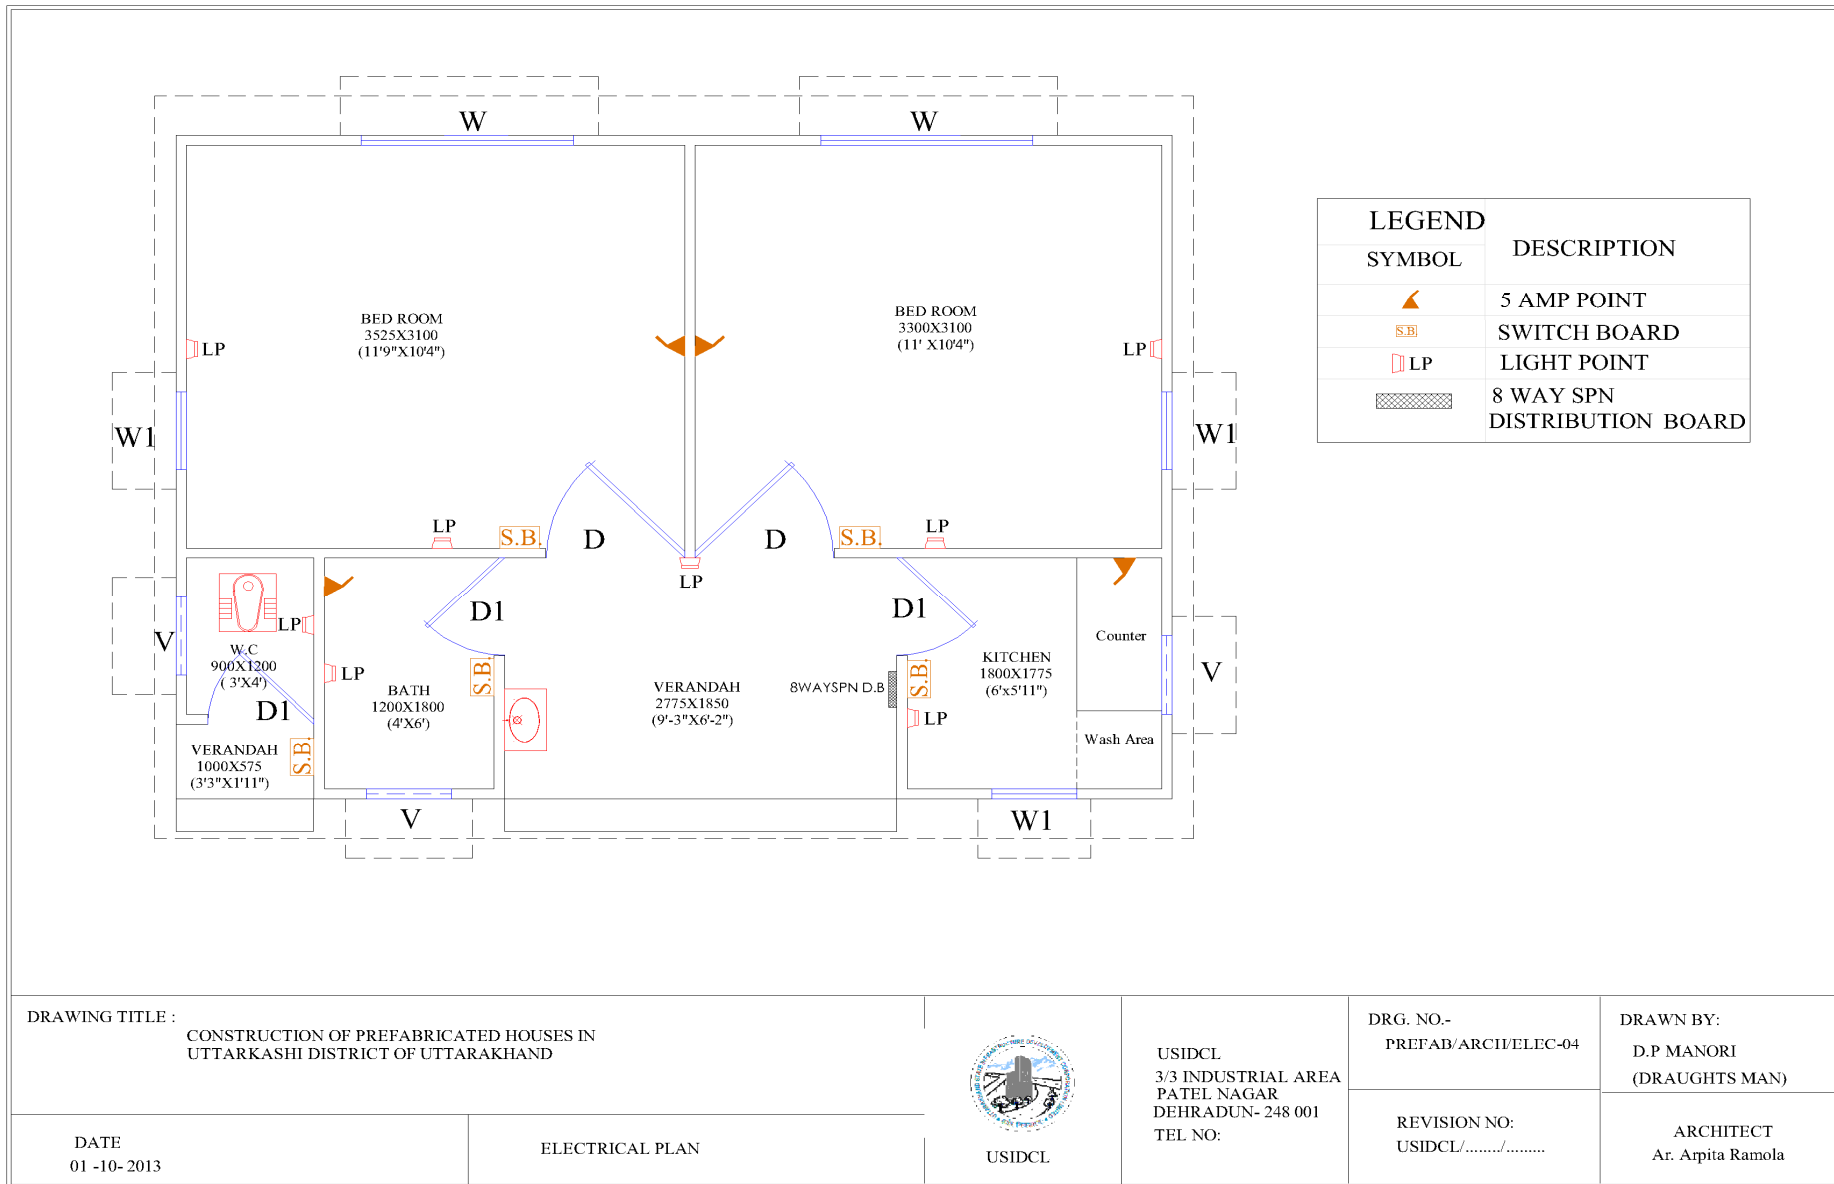 W
W
LEGEND
SYMBOL
DESCRIPTION
5 AMP POINT
S.B.
SWITCH BOARD
LP
LIGHT POINT
8 WAY SPN
DISTRIBUTION BOARD
BED ROOM
3525X3100
(11'9"X10'4")
BED ROOM
3300X3100
(11' X10'4")
LP
LP
W1
W1
LP
S.B.
D
D
S.B.
LP
LP
D1
D1
LP
V
W.C
900X1200
( 3'X4')
D1
LP
BATH
1200X1800
(4'X6')
S.B.
VERANDAH
2775X1850
(9'-3"X6'-2")
8WAYSPN D.B
S.B.
LP
KITCHEN
1800X1775
(6'x5'11")
Counter
Wash Area
V
VERANDAH
1000X575
(3'3"X1'11")
S.B.
V
W1
DRAWING TITLE :
CONSTRUCTION OF PREFABRICATED HOUSES IN
UTTARKASHI DISTRICT OF UTTARAKHAND
DATE
01 -10- 2013
ELECTRICAL PLAN
USIDCL
USIDCL
3/3 INDUSTRIAL AREA
PATEL NAGAR
DEHRADUN- 248 001
TEL NO:
DRG. NO.-
PREFAB/ARCH/ELEC-04
REVISION NO:
USIDCL/......../.........
DRAWN BY:
D.P MANORI
(DRAUGHTS MAN)
ARCHITECT
Ar. Arpita Ramola